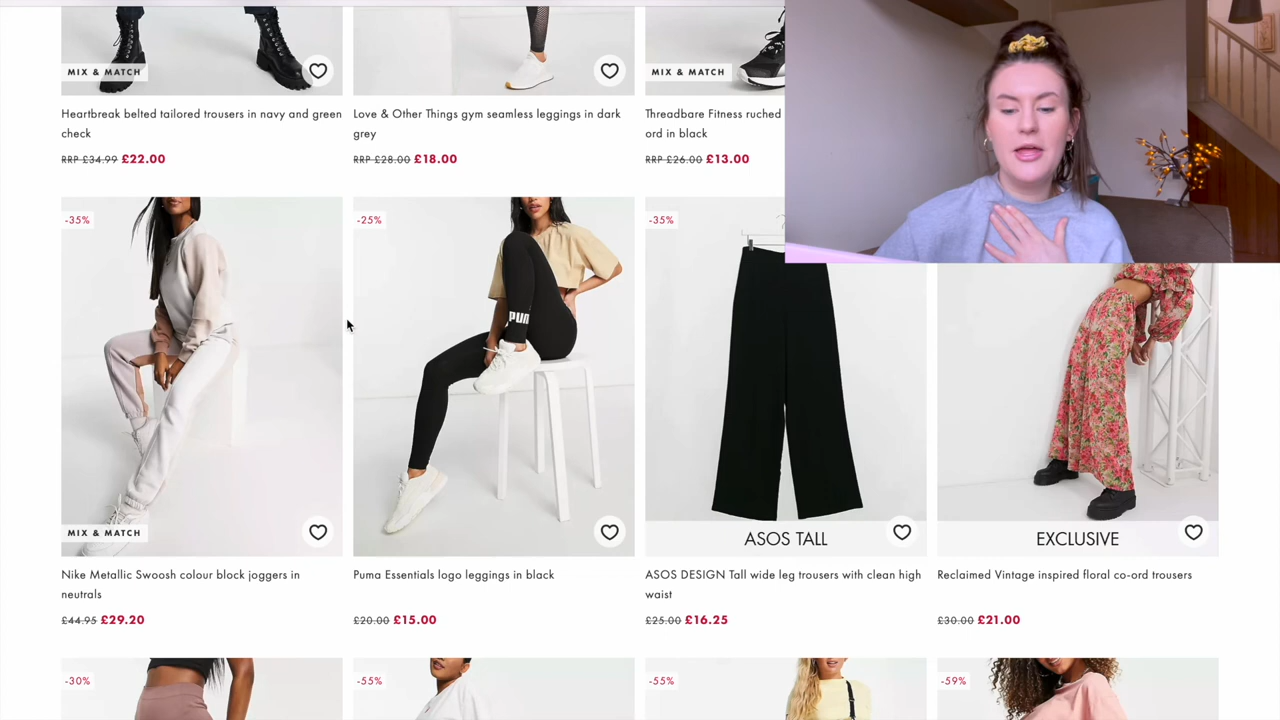 MIX & MATCH
MIX & MATCH
Heartbreak belted tailored trousers in navy and green
check
RRP £34.99 £22.00
Love & Other Things gym seamless leggings in dark
grey
RRP £28.00 £18.00
Threadbare Fitness ruched
ord in black
RRP £26.00 £13.00
-35%
-25%
-35%
PUM
MIX & MATCH
ASOS TALL
EXCLUSIVE
Nike Metallic Swoosh colour block joggers in
neutrals
£44.95 £29.20
Puma Essentials logo leggings in black
£20.00 £15.00
ASOS DESIGN Tall wide leg trousers with clean high
waist
£25.00 £16.25
Reclaimed Vintage inspired floral co-ord trousers
£30.00 £21.00
-30%
-55%
-55%
-59%